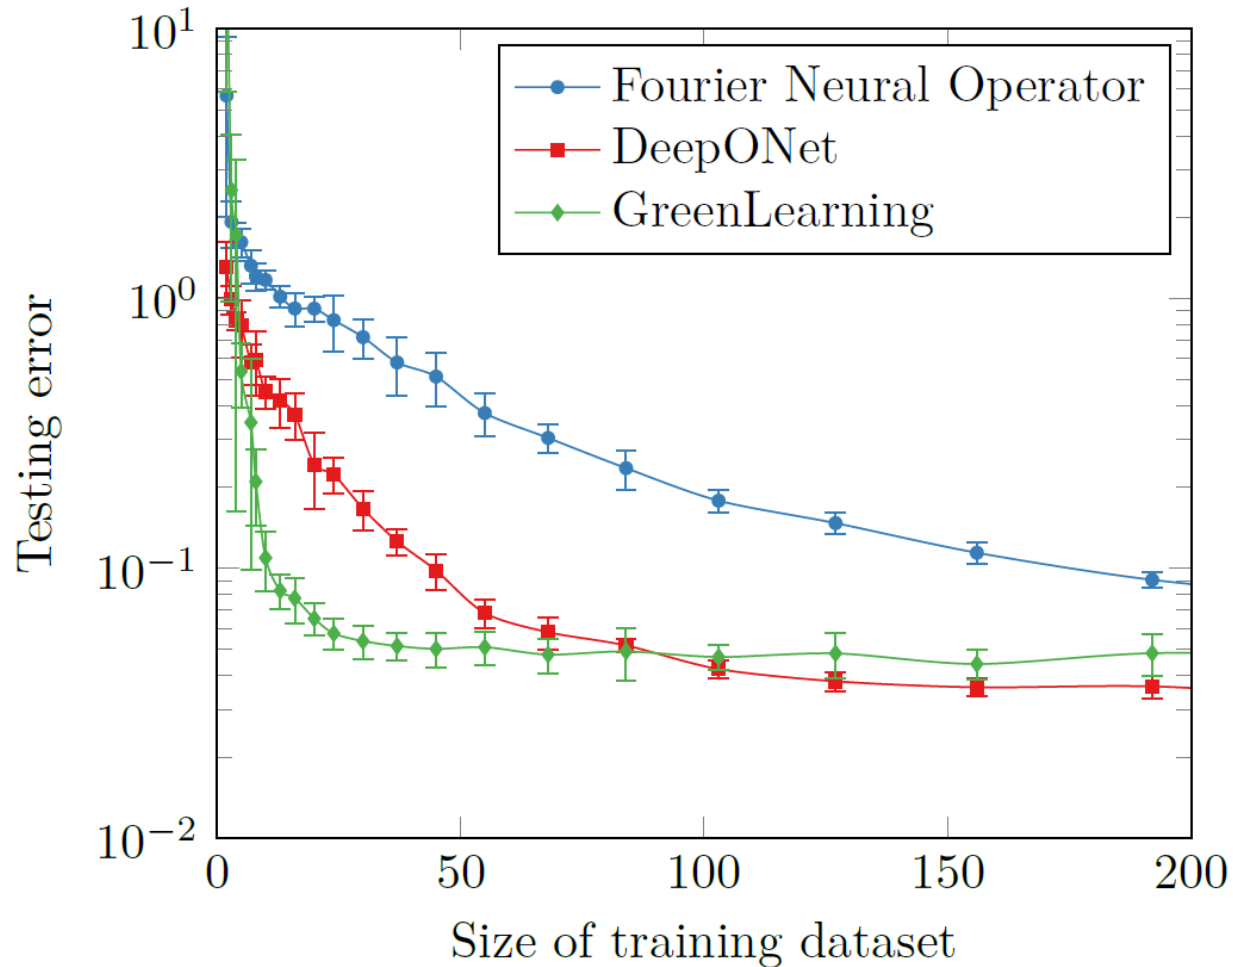 10^1
10^0
10^−1
10^−2
Testing error
Fourier Neural Operator
DeepONet
GreenLearning
0 50 100 150 200
Size of training dataset